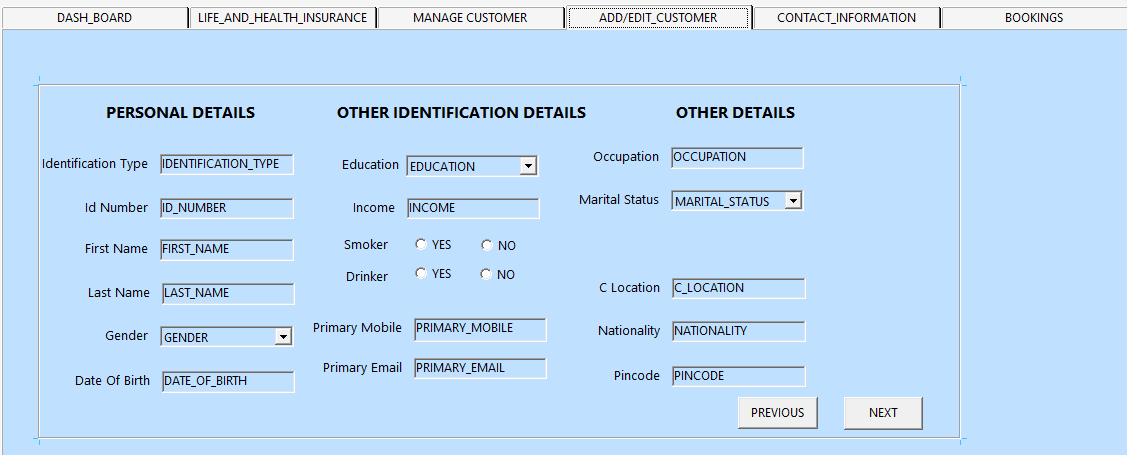 DASH_BOARD LIFE_AND_HEALTH_INSURANCE MANAGE CUSTOMER ADD/EDIT_CUSTOMER CONTACT_INFORMATION BOOKINGS
PERSONAL DETAILS
Identification Type IDENTIFICATION_TYPE
Id Number ID_NUMBER
First Name FIRST_NAME
Last Name LAST_NAME
Gender GENDER
Date Of Birth DATE_OF_BIRTH
OTHER IDENTIFICATION DETAILS
Education EDUCATION
Income INCOME
Smoker YES NO
Drinker YES NO
Primary Mobile PRIMARY_MOBILE
Primary Email PRIMARY_EMAIL
OTHER DETAILS
Occupation OCCUPATION
Marital Status MARITAL_STATUS
C Location C_LOCATION
Nationality NATIONALITY
Pincode PINCODE
PREVIOUS NEXT